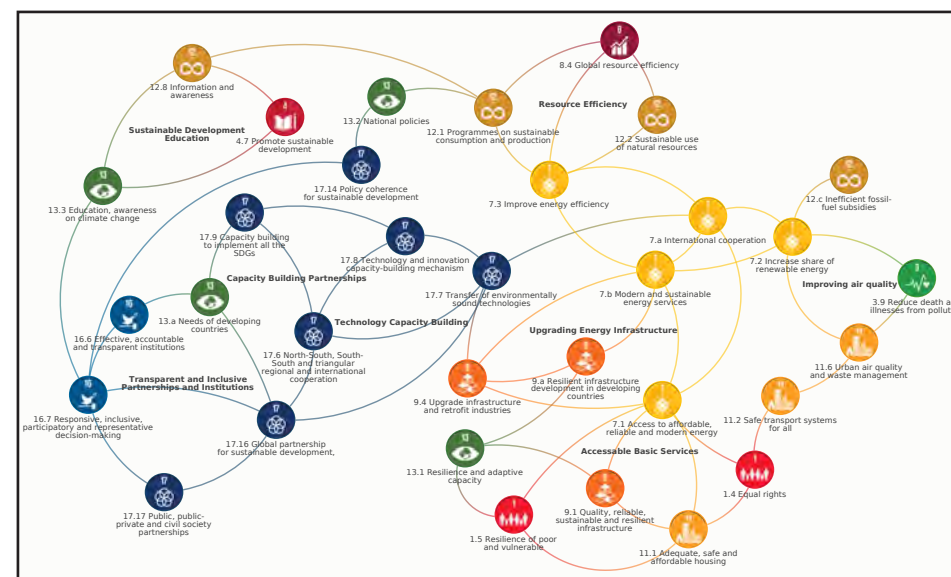 8.4 Global resource efficiency
12.8 Information and
awareness
Resource Efficiency
12.1 Programmes on sustainable
consumption and production
13.2 National policies
Sustainable Development
Education
4.7 Promote sustainable
development
12.2 Sustainable use
of natural resources
17.14 Policy coherence
for sustainable development
7.3 Improve energy efficiency
12.c Inefficient fossil-
fuel subsidies
13.3 Education, awareness
on climate change
17.9 Capacity building
to implement all the
SDGs
7.a International cooperation
17.8 Technology and innovation
capacity-building mechanism
7.2 Increase share of
renewable energy
Capacity Building Partnerships
Improving air quality
17.7 Transfer of environmentally
sound technologies
7.b Modern and sustainable
energy services
3.9 Reduce death a
illnesses from pollut
13.a Needs of developing
countries
Technology Capacity Building
Upgrading Energy Infrastructure
16.6 Effective, accountable
and transparent institutions
17.6 North-South, South-
South and triangular
regional and international
cooperation
11.6 Urban air quality
and waste management
9.a Resilient infrastructure
development in developing
countries
Transparent and Inclusive
Partnerships and Institutions
9.4 Upgrade infrastructure
and retrofit industries
16.7 Responsive, inclusive,
participatory and representative
decision-making
11.2 Safe transport systems
for all
7.1 Access to affordable,
reliable and modern energy
17.16 Global partnership
for sustainable development,
Accessable Basic Services
13.1 Resilience and adaptive
capacity
1.4 Equal rights
17.17 Public, public-
private and civil society
partnerships
9.1 Quality, reliable,
sustainable and resilient
infrastructure
1.5 Resilience of poor
and vulnerable
11.1 Adequate, safe and
affordable housing